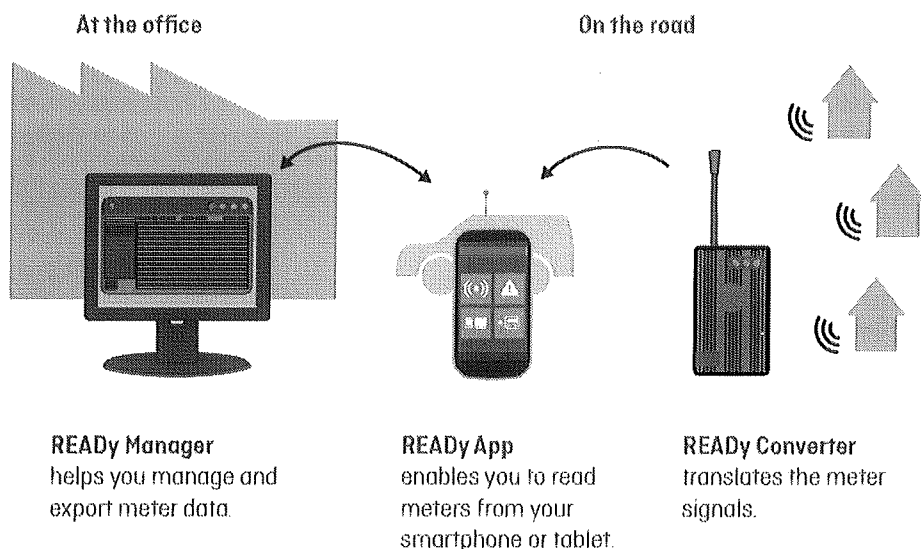 At the office
On the road
READy Manager
helps you manage and
export meter data.
READy App
enables you to read
meters from your
smartphone or tablet.
READy Converter
translates the meter
signals.